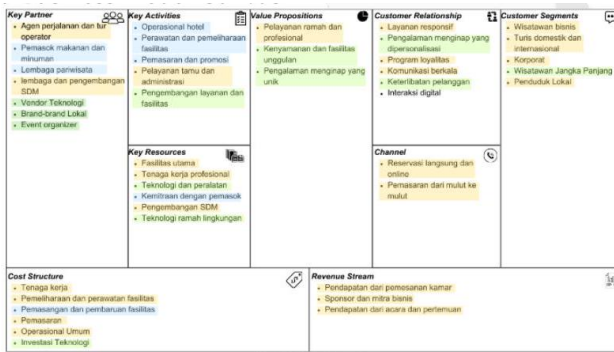 Key Partner
Agen perjalanan dan tur
operator
Pemasok makanan dan
minuman
Lembaga pariwisata
lembaga dan pengembangan
SDM
Vendor Teknologi
Brand-brand Lokal
Event organizer
Key Activities
Operasional hotel
Perawatan dan pemeliharaan
fasilitas
Pemasaran dan promosi
Pelayanan tamu dan
administrasi
Pengembangan layanan dan
fasilitas
Key Resources
Fasilitas utama
Tenaga kerja profesional
Teknologi dan peralatan
Kemitraan dengan pemasok
Pengembangan SDM
Teknologi ramah lingkungan
Value Propositions
Pelayanan ramah dan
profesional
Kenyamanan dan fasilitas
unggulan
Pengalaman menginap yang
unik
Customer Relationship
Layanan responsif
Pengalaman menginap yang
dipersonalisasi
Program loyalitas
Komunikasi berkala
Keterlibatan pelanggan
Interaksi digital
Channel
Reservasi langsung dan
online
Pemasaran dari mulut ke
mulut
Customer Segments
Wisatawan bisnis
Turis domestik dan
internasional
Korporat
Wisatawan Jangka Panjang
Penduduk Lokal
Cost Structure
Tenaga kerja
Pemeliharaan dan perawatan fasilitas
Pemasangan dan pembaruan fasilitas
Pemasaran
Operasional Umum
Investasi Teknologi
Revenue Stream
Pendapatan dari pemesanan kamar
Sponsor dan mitra bisnis
Pendapatan dari acara dan pertemuan